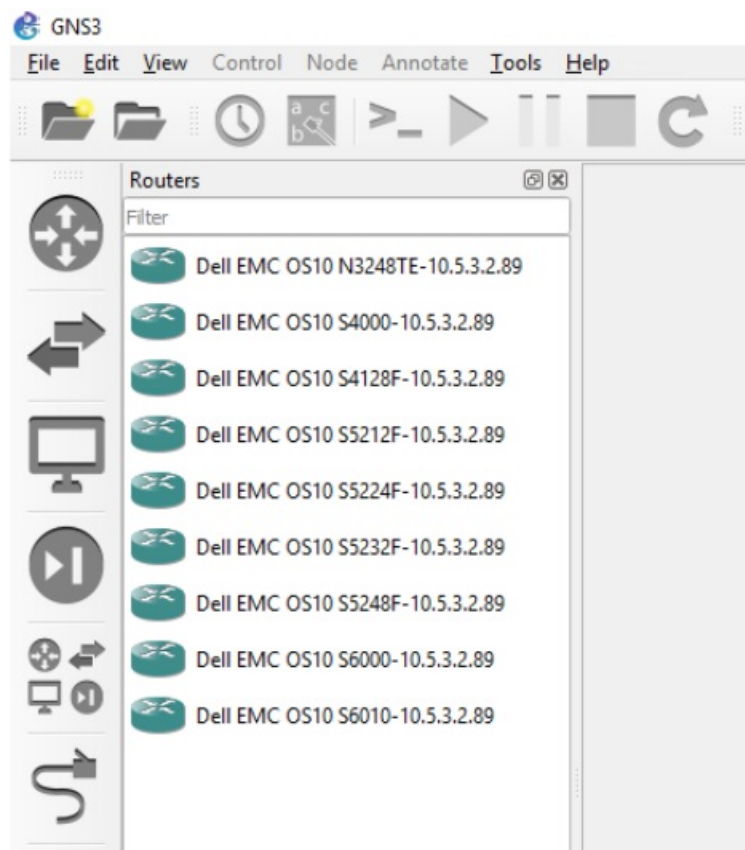 GNS3
File Edit View Control Node Annotate Tools Help
a c
b
Routers
Filter
Dell EMC OS10 N3248TE-10.5.3.2.89
Dell EMC OS10 S4000-10.5.3.2.89
Dell EMC OS10 S4128F-10.5.3.2.89
Dell EMC OS10 S5212F-10.5.3.2.89
Dell EMC OS10 S5224F-10.5.3.2.89
Dell EMC OS10 S5232F-10.5.3.2.89
Dell EMC OS10 S5248F-10.5.3.2.89
Dell EMC OS10 S6000-10.5.3.2.89
Dell EMC OS10 S6010-10.5.3.2.89